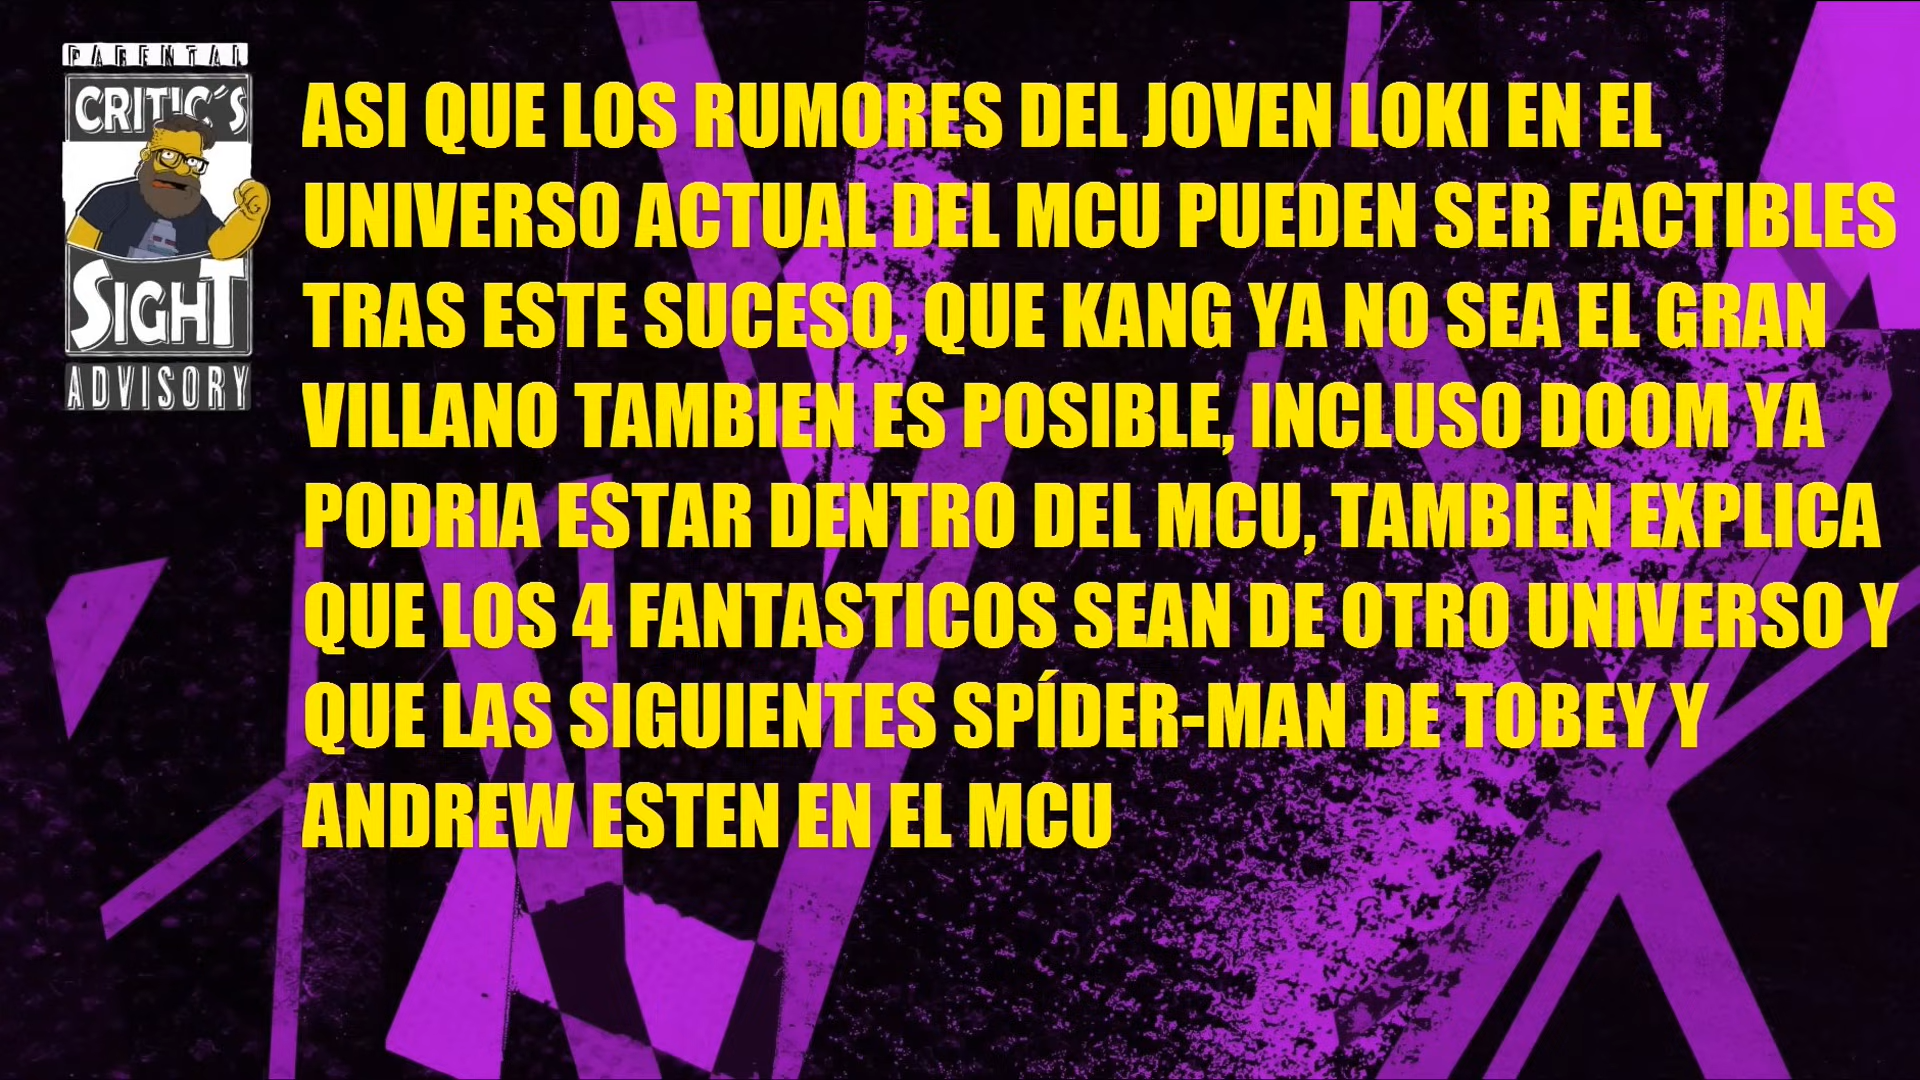 PARENTAL
CRITIC´S
SIGHT
ADVISORY
ASI QUE LOS RUMORES DEL JOVEN LOKI EN EL
UNIVERSO ACTUAL DEL MCU PUEDEN SER FACTIBLES
TRAS ESTE SUCESO, QUE KANG YA NO SEA EL GRAN
VILLANO TAMBIEN ES POSIBLE, INCLUSO DOOM YA
PODRIA ESTAR DENTRO DEL MCU, TAMBIEN EXPLICA
QUE LOS 4 FANTASTICOS SEAN DE OTRO UNIVERSO Y
QUE LAS SIGUIENTES SPÍDER-MAN DE TOBEY Y
ANDREW ESTEN EN EL MCU